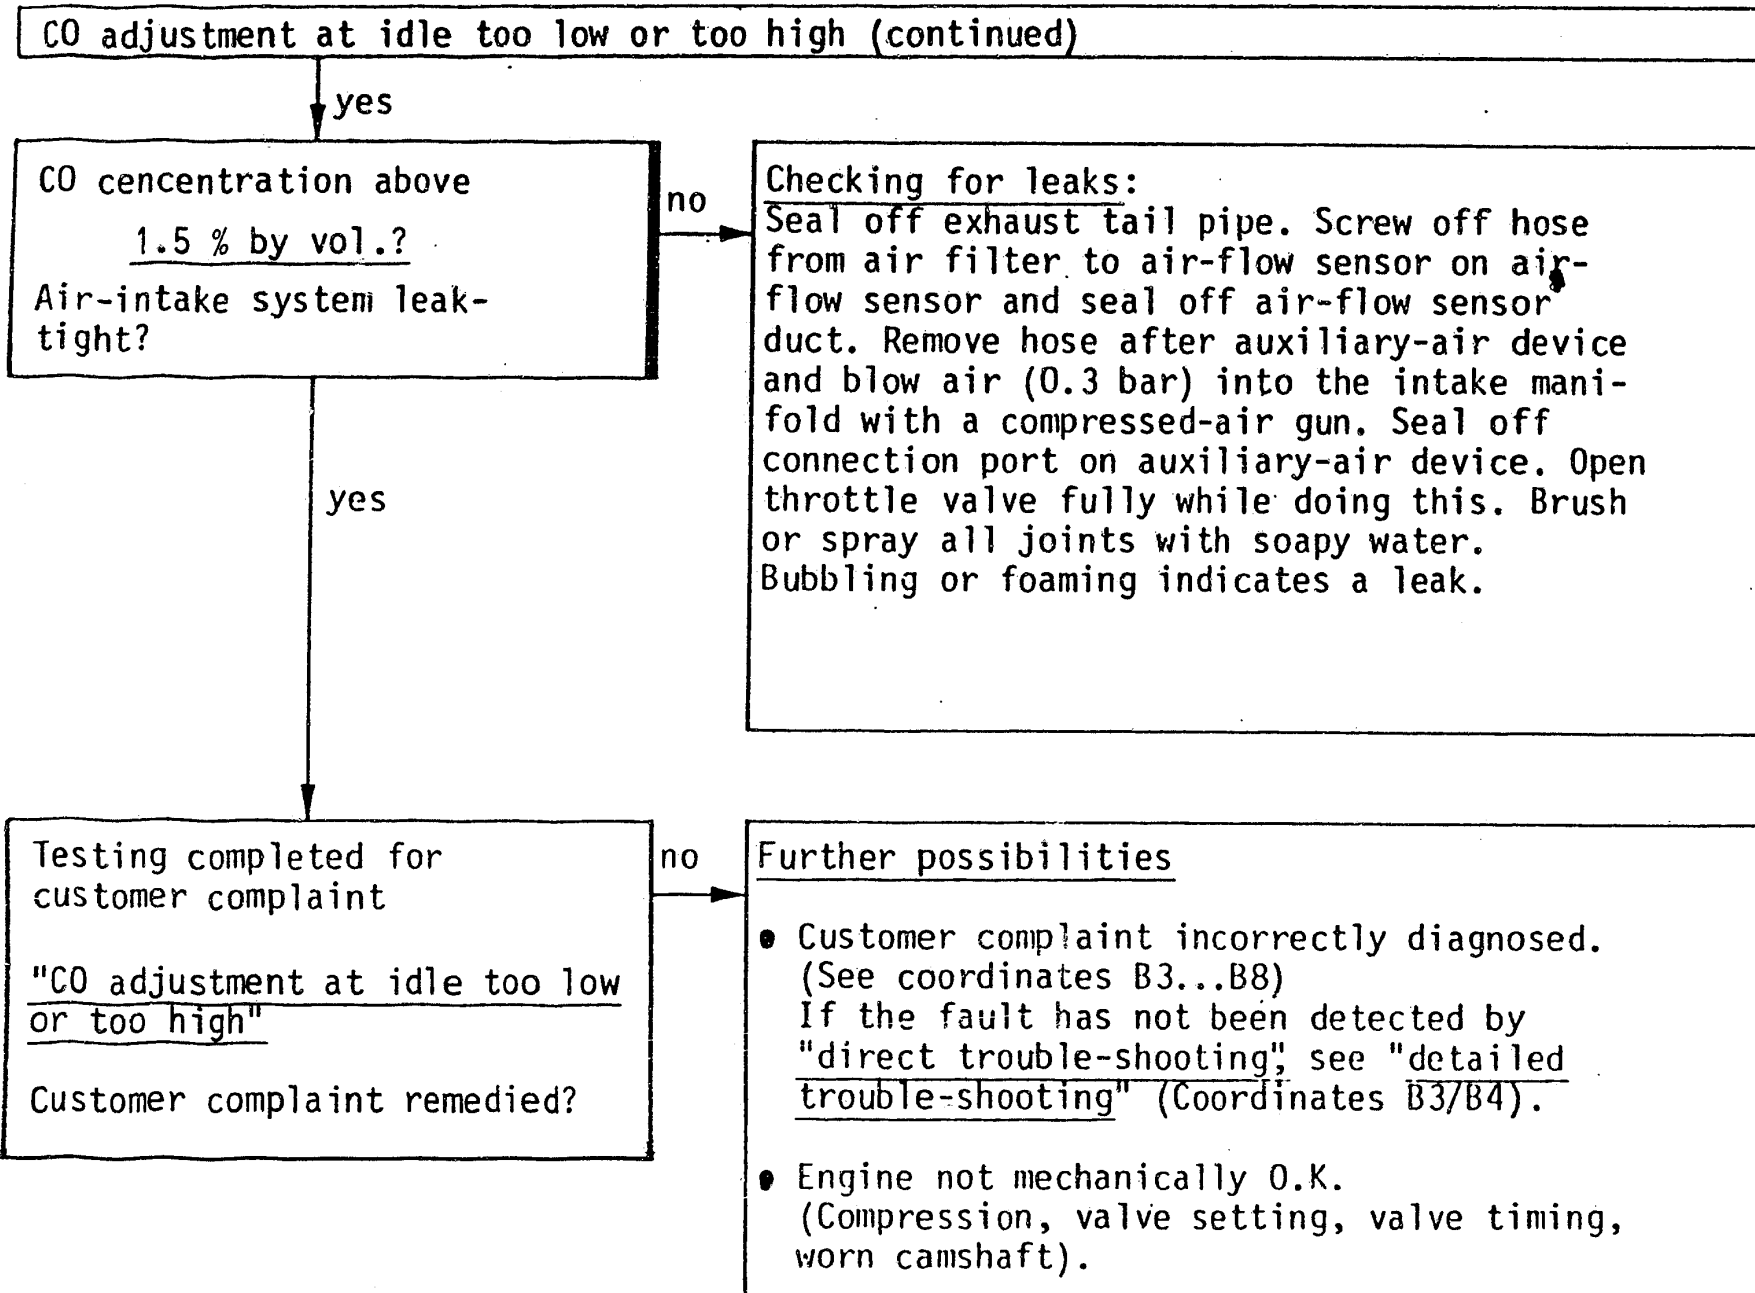 CO adjustment at idle too low or too high (continued)
yes
CO cencentration above
1.5 % by vol.?
Air-intake system leak-
tight?
no
Checking for leaks:
Seal off exhaust tail pipe. Screw off hose
from air filter to air-flow sensor on air-
flow sensor and seal off air-flow sensor
duct. Remove hose after auxiliary-air device
and blow air (0.3 bar) into the intake mani-
fold with a compressed-air gun. Seal off
connection port on auxiliary-air device. Open
throttle valve fully while doing this. Brush
or spray all joints with soapy water.
Bubbling or foaming indicates a leak.
yes
Testing completed for
customer complaint
"CO adjustment at idle too low
or too high"
Customer complaint remedied?
no
Further possibilities
• Customer complaint incorrectly diagnosed.
(See coordinates B3...B8)
If the fault has not been detected by
"direct trouble-shooting", see "detailed
trouble-shooting" (Coordinates B3/B4).
• Engine not mechanically O.K.
(Compression, valve setting, valve timing,
worn camshaft).